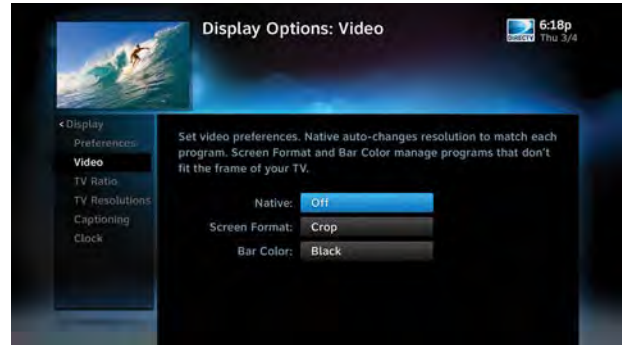 Display Options: Video
DIRECTV
6:18p
Thu 3/4
< Display
Preferences
Video
TV Ratio
TV Resolutions
Captioning
Clock
Set video preferences. Native auto-changes resolution to match each
program. Screen Format and Bar Color manage programs that don't
fit the frame of your TV.
Native: Off
Screen Format: Crop
Bar Color: Black